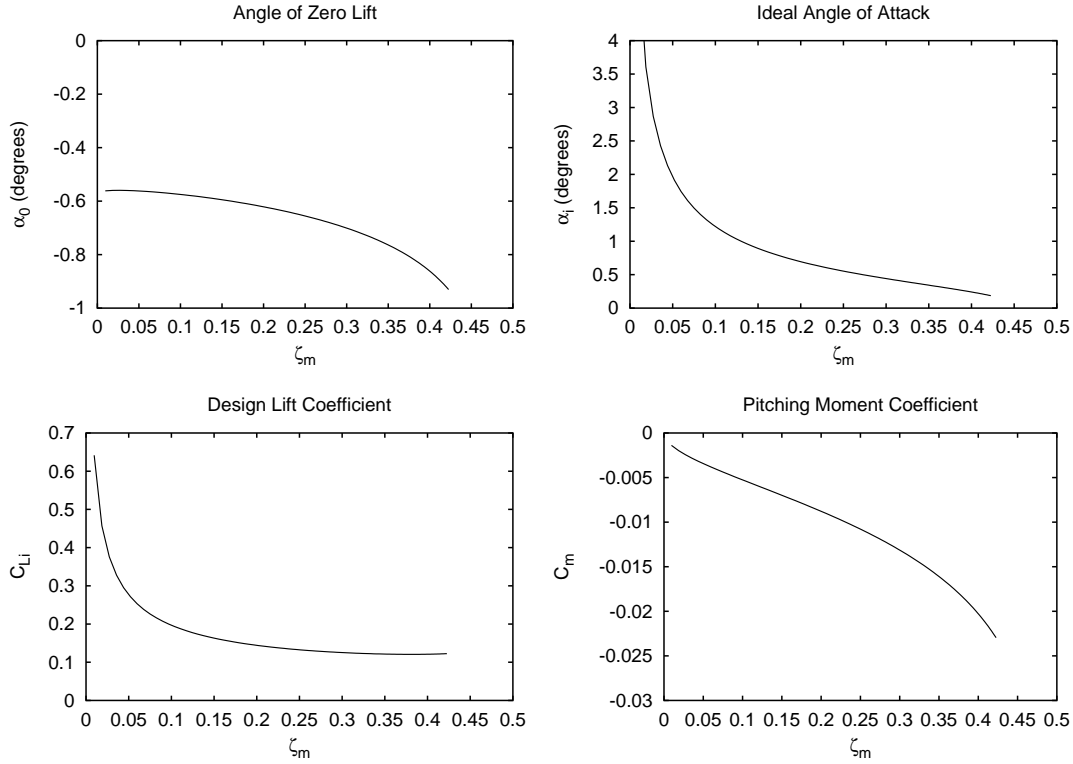 Angle of Zero Lift
0
-0.2
-0.4
-0.6
-0.8
-1
α0 (degrees)
0 0.05 0.1 0.15 0.2 0.25 0.3 0.35 0.4 0.45 0.5
ζm
Ideal Angle of Attack
4
3.5
3
2.5
2
1.5
1
0.5
0
αi (degrees)
0 0.05 0.1 0.15 0.2 0.25 0.3 0.35 0.4 0.45 0.5
ζm
Design Lift Coefficient
0.7
0.6
0.5
0.4
0.3
0.2
0.1
0
CLi
0 0.05 0.1 0.15 0.2 0.25 0.3 0.35 0.4 0.45 0.5
ζm
Pitching Moment Coefficient
0
-0.005
-0.01
-0.015
-0.02
-0.025
-0.03
Cm
0 0.05 0.1 0.15 0.2 0.25 0.3 0.35 0.4 0.45 0.5
ζm